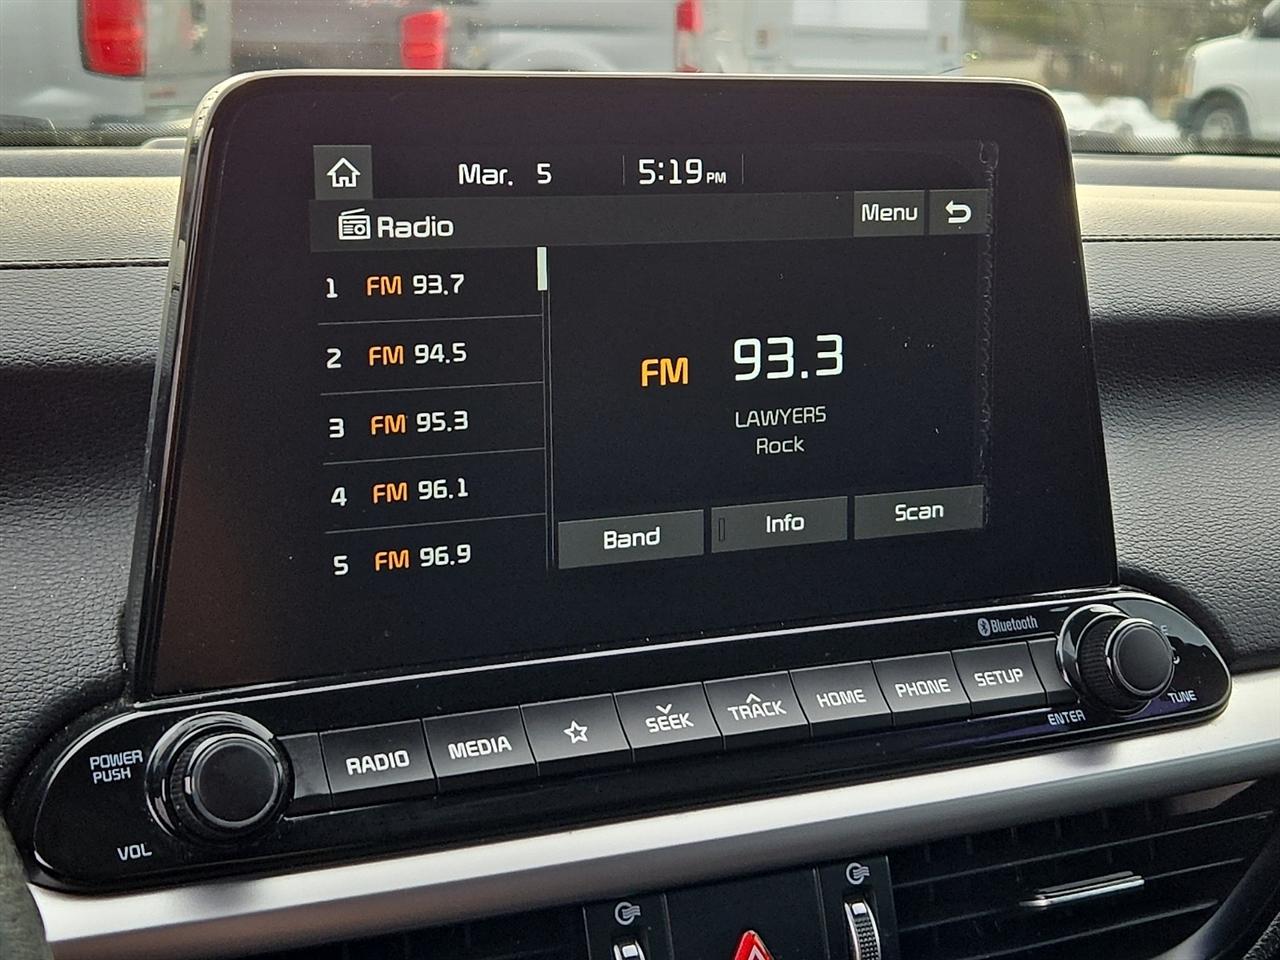 Mar. 5 5:19 PM
Radio Menu
1 FM 93.7
2 FM 94.5
3 FM 95.3
4 FM 96.1
5 FM 96.9
FM 93.3
LAWYERS
Rock
Band Info Scan
Bluetooth
POWER
PUSH
VOL
RADIO MEDIA SEEK TRACK HOME PHONE SETUP
ENTER
TUNE